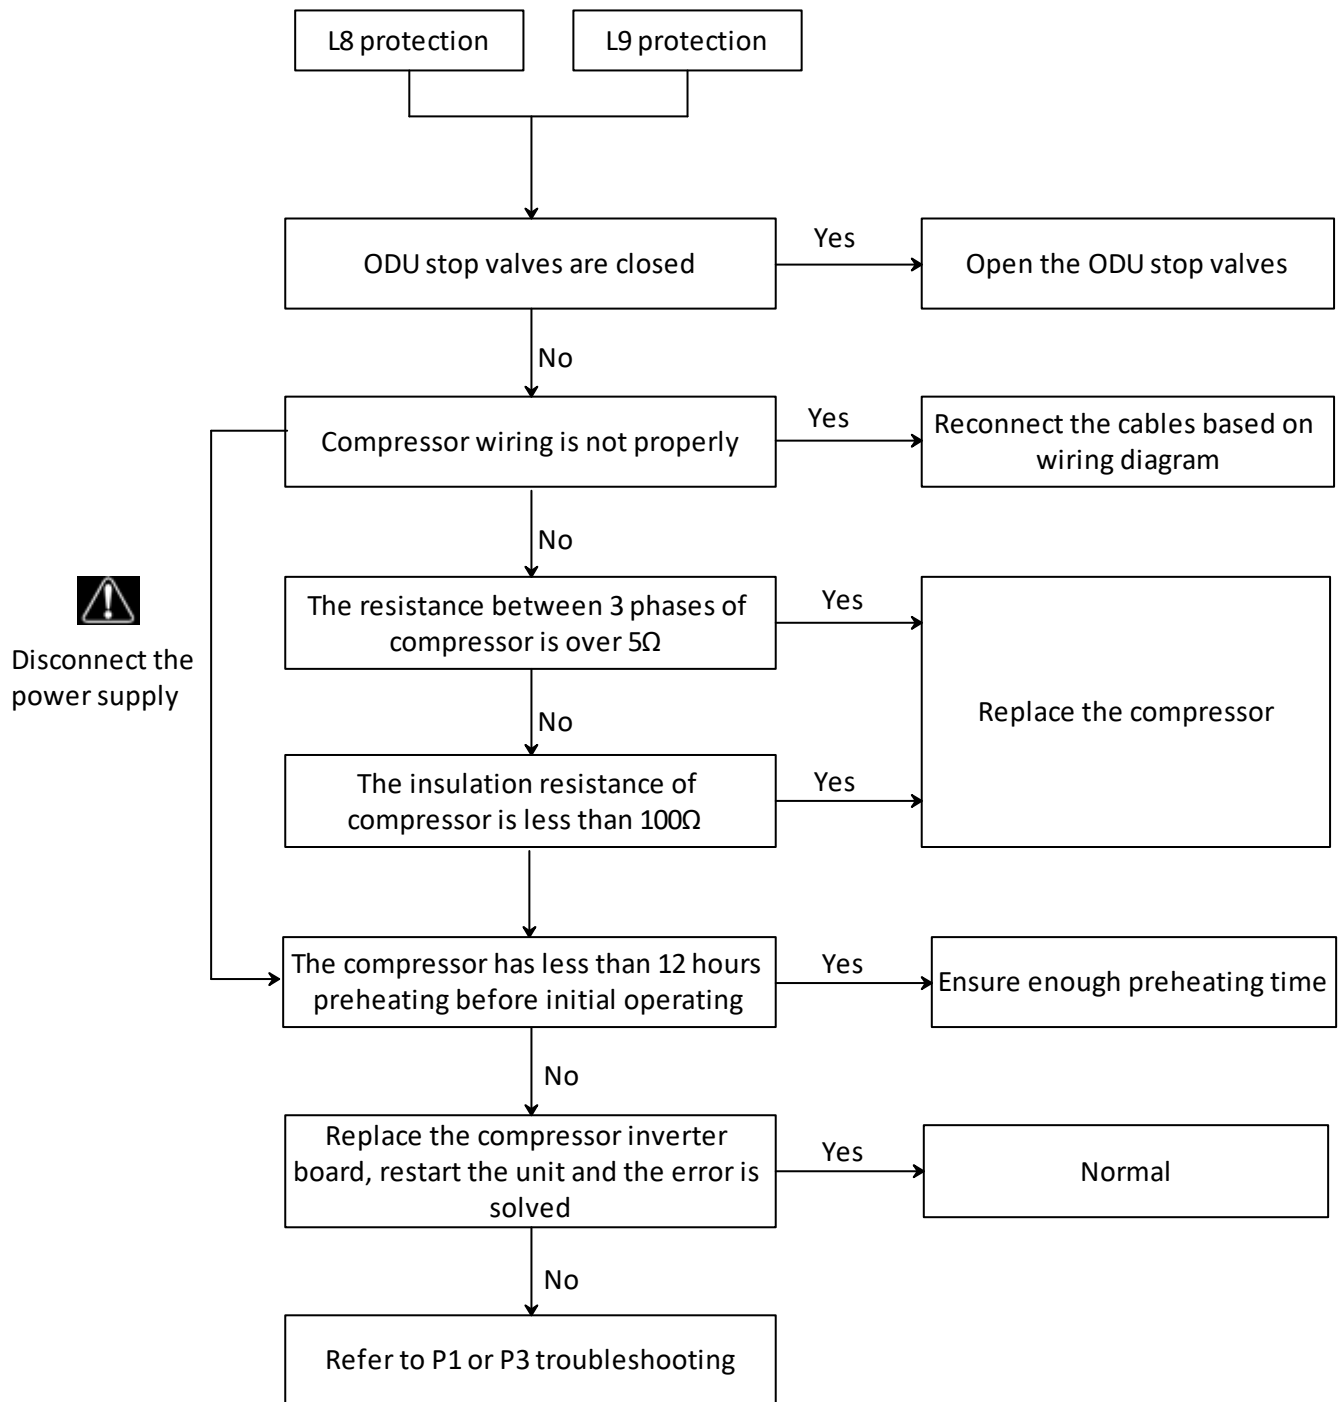 L8 protection
L9 protection
ODU stop valves are closed
Yes
Open the ODU stop valves
No
Compressor wiring is not properly
Yes
Reconnect the cables based on
wiring diagram
No
Disconnect the
power supply
The resistance between 3 phases of
compressor is over 5Ω
Yes
Replace the compressor
No
The insulation resistance of
compressor is less than 100Ω
Yes
The compressor has less than 12 hours
preheating before initial operating
Yes
Ensure enough preheating time
No
Replace the compressor inverter
board, restart the unit and the error is
solved
Yes
Normal
No
Refer to P1 or P3 troubleshooting